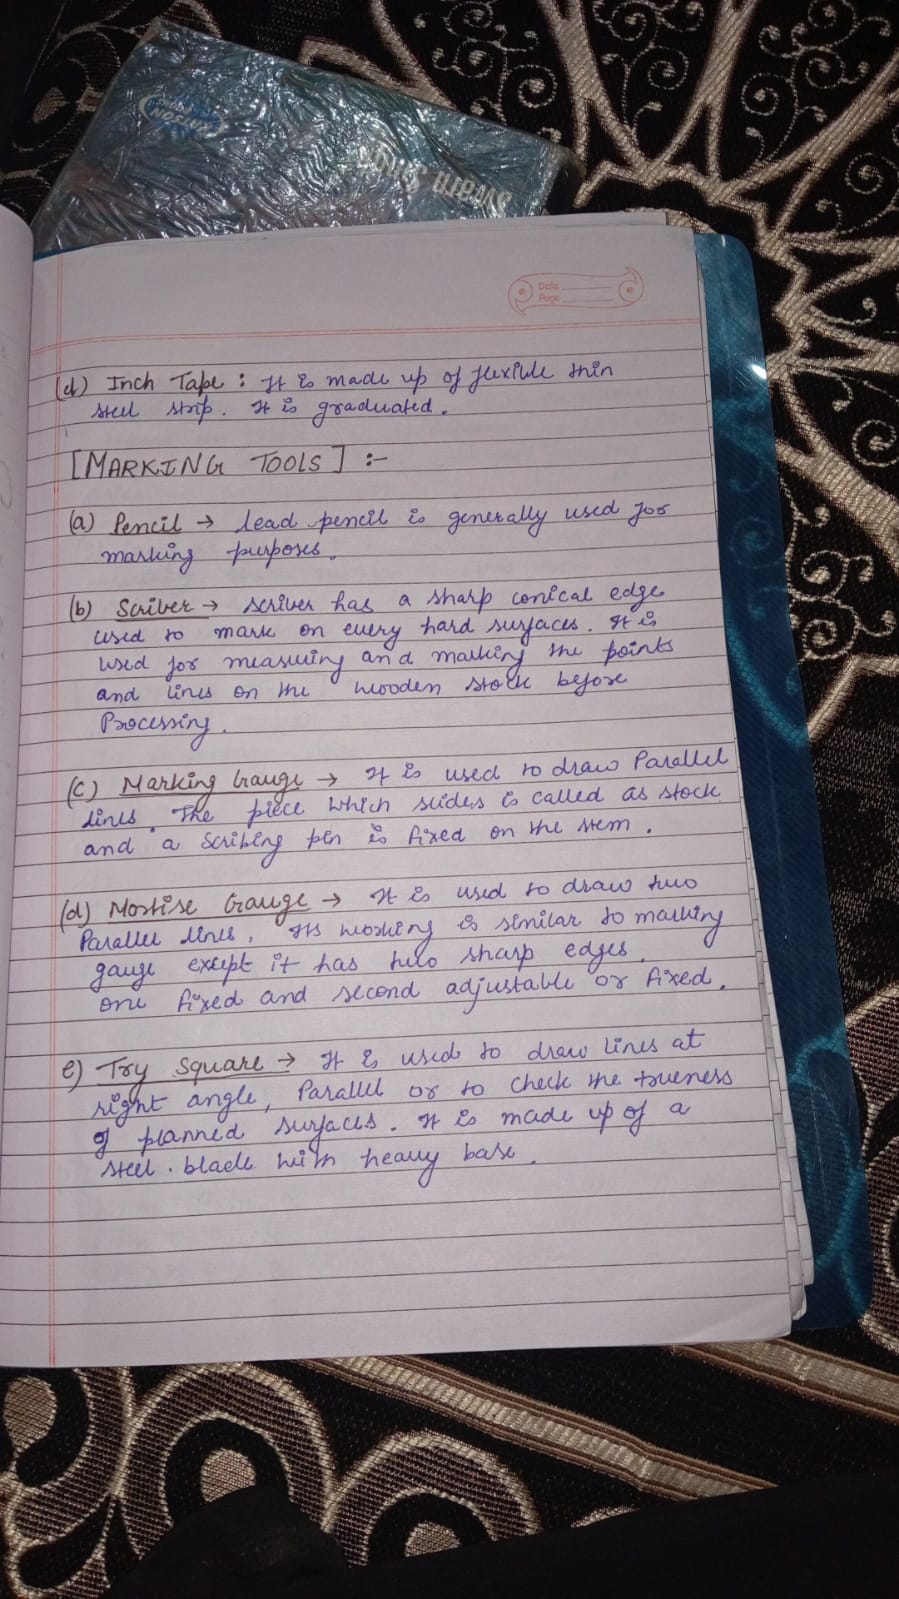 Date
Page
(d) Inch Tape : It is made up of flexible thin
steel strip. It is graduated.
[MARKING TOOLS] :-
(a) Pencil → lead pencil is generally used for
marking purposes.
(b) Scriber → scriber has a sharp conical edge
used to mark on every hard surfaces. It is
used for measuring and marking the points
and lines on the wooden stock before
Processing.
(c) Marking Gauge → It is used to draw Parallel
lines. The piece which slides is called as stock
and a scribing pin is fixed on the stem.
(d) Mortise Gauge → It is used to draw two
Parallel lines. Its working is similar to marking
gauge except it has two sharp edges.
one fixed and second adjustable or fixed.
e) Try Square → It is used to draw lines at
right angle, Parallel or to check the trueness
of planned surfaces. It is made up of a
steel blade with heavy base.